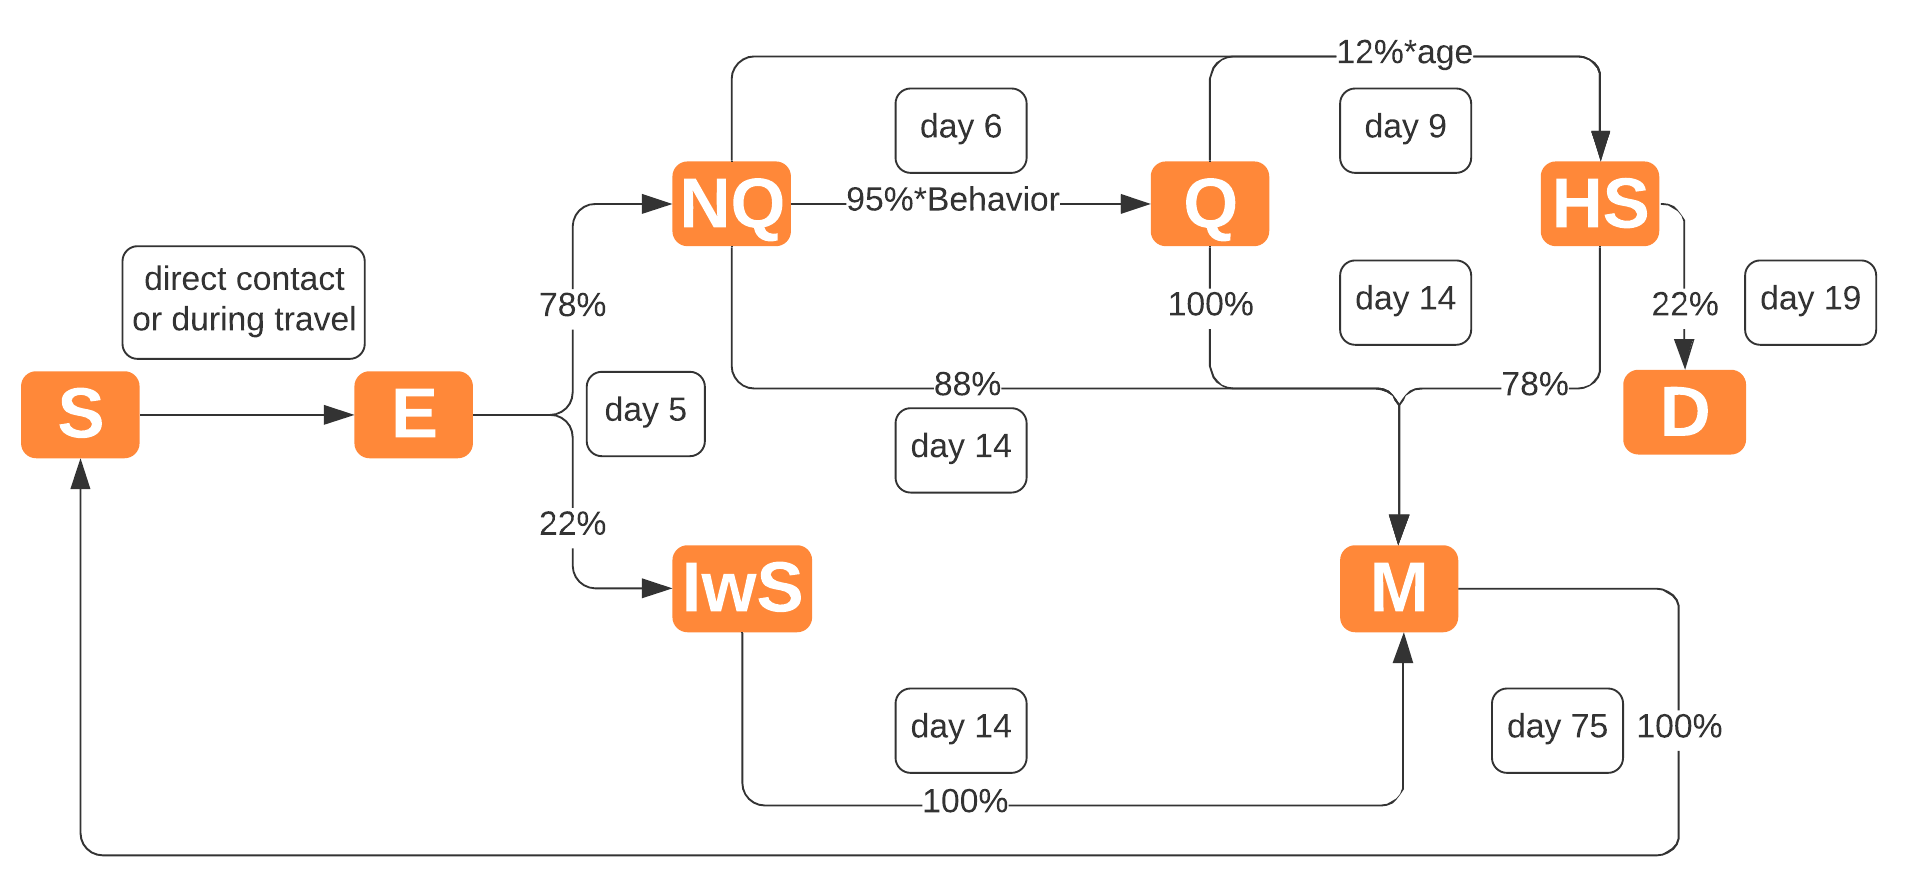 12%*age
day 6
day 9
NQ
95%*Behavior
Q
HS
direct contact
or during travel
78%
100%
day 14
22%
day 19
S
E
day 5
88%
78%
D
day 14
22%
IwS
M
day 14
day 75
100%
100%